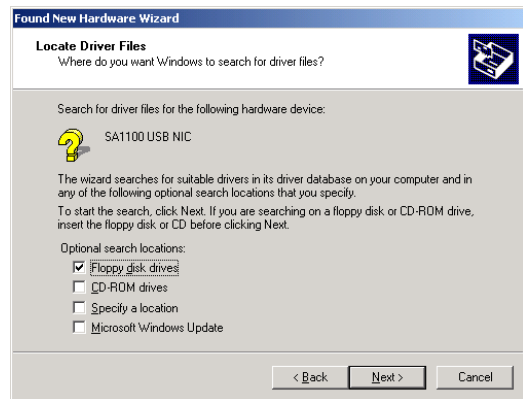 Found New Hardware Wizard
Locate Driver Files
Where do you want Windows to search for driver files?
Search for driver files for the following hardware device:
SA1100 USB NIC
The wizard searches for suitable drivers in its driver database on your computer and in
any of the following optional search locations that you specify.
To start the search, click Next. If you are searching on a floppy disk or CD-ROM drive,
insert the floppy disk or CD before clicking Next.
Optional search locations:
Floppy disk drives
CD-ROM drives
Specify a location
Microsoft Windows Update
< Back Next > Cancel